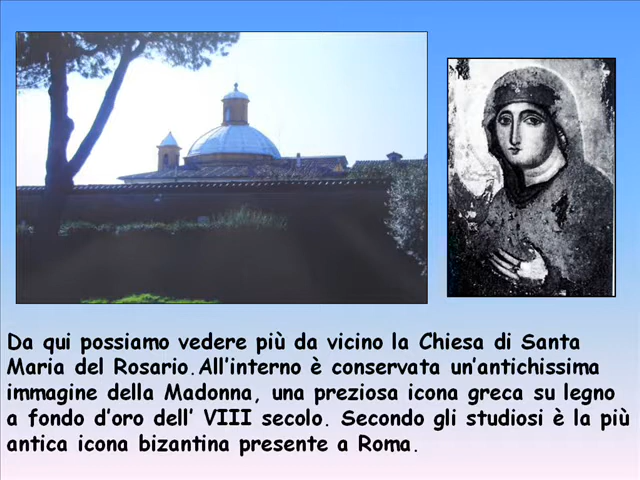 Da qui possiamo vedere più da vicino la Chiesa di Santa
Maria del Rosario.All'interno è conservata un'antichissima
immagine della Madonna, una preziosa icona greca su legno
a fondo d'oro dell' VIII secolo. Secondo gli studiosi è la più
antica icona bizantina presente a Roma.